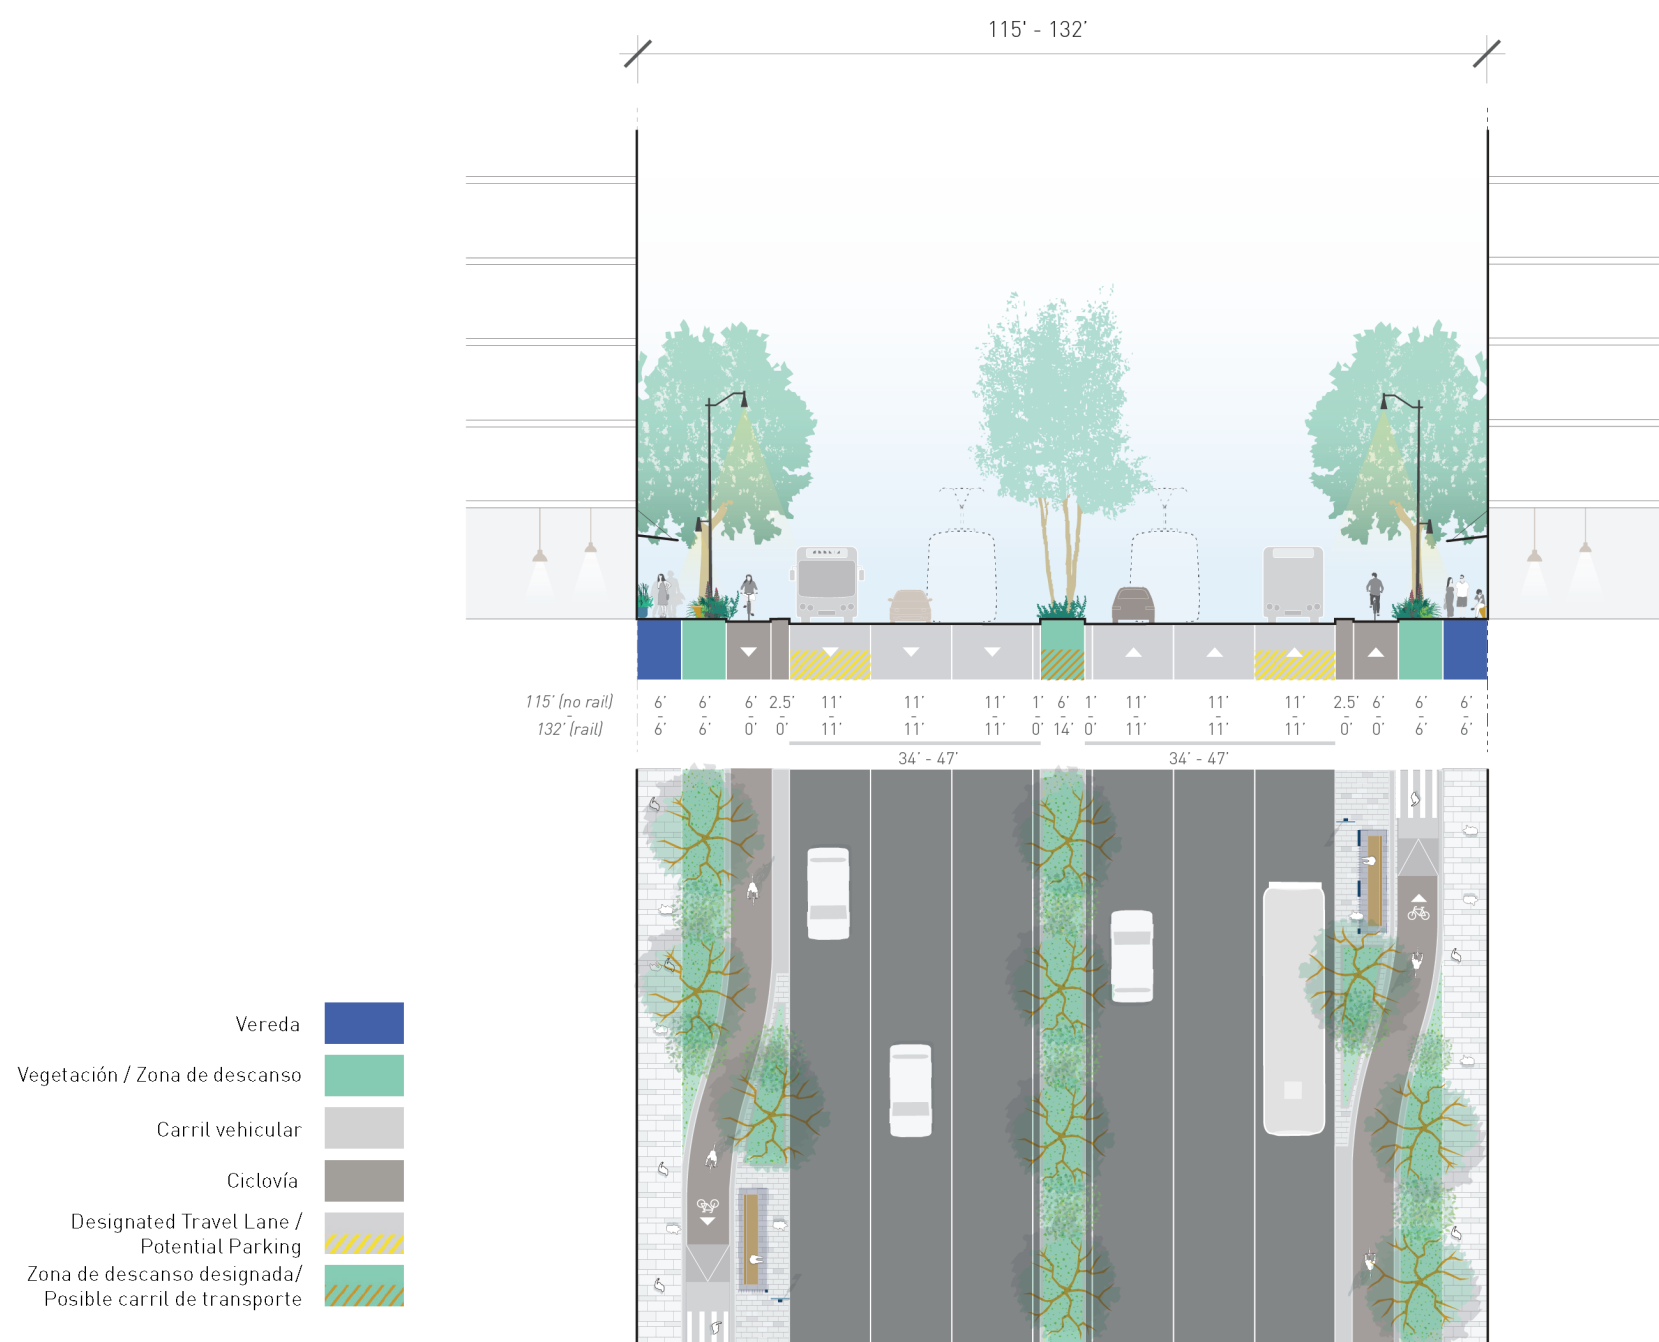 115' - 132'
115' (no rail) 6' 6' 6' 2.5' 11' 11' 11' 1' 6' 1' 11' 11' 11' 2.5' 6' 6' 6'
- - - - - - - - - - - - - - - - - -
132' (rail) 6' 6' 0' 0' 11' 11' 11' 0' 14' 0' 11' 11' 11' 0' 0' 6' 6'
34' - 47' 34' - 47'
Vereda
Vegetación / Zona de descanso
Carril vehicular
Ciclovía
Designated Travel Lane /
Potential Parking
Zona de descanso designada/
Posible carril de transporte